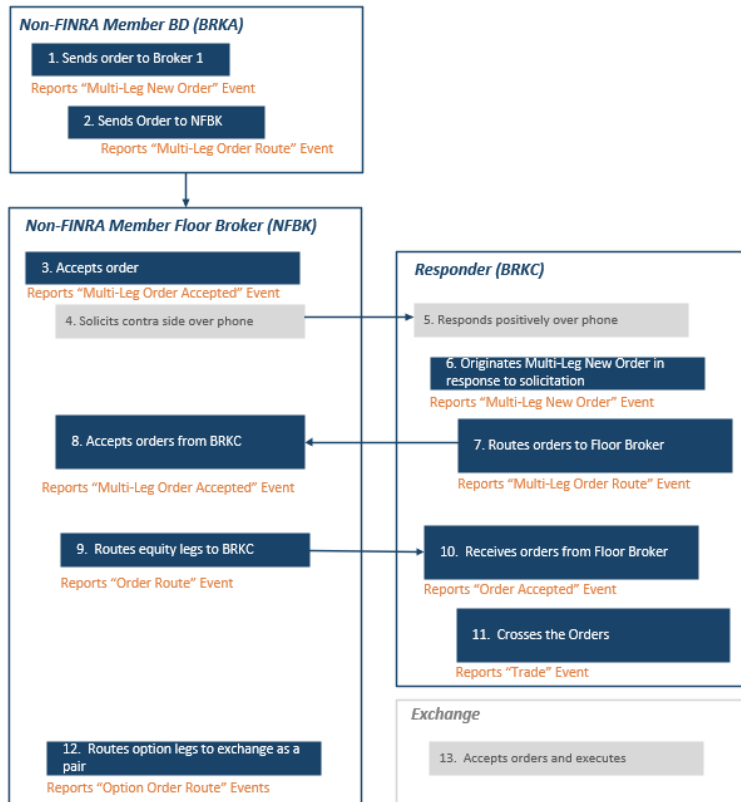 Non-FINRA Member BD (BRKA)
1. Sends order to Broker 1
Reports “Multi-Leg New Order” Event
2. Sends Order to NFBK
Reports “Multi-Leg Order Route” Event
Non-FINRA Member Floor Broker (NFBK)
3. Accepts order
Reports “Multi-Leg Order Accepted” Event
4. Solicits contra side over phone
Responder (BRKC)
5. Responds positively over phone
6. Originates Multi-Leg New Order in
response to solicitation
Reports “Multi-Leg New Order” Event
8. Accepts orders from BRKC
Reports “Multi-Leg Order Accepted” Event
7. Routes orders to Floor Broker
Reports “Multi-Leg Order Route” Event
9. Routes equity legs to BRKC
Reports “Order Route” Event
10. Receives orders from Floor Broker
Reports “Order Accepted” Event
11. Crosses the Orders
Reports “Trade” Event
12. Routes option legs to exchange as a
pair
Reports “Option Order Route” Events
Exchange
13. Accepts orders and executes